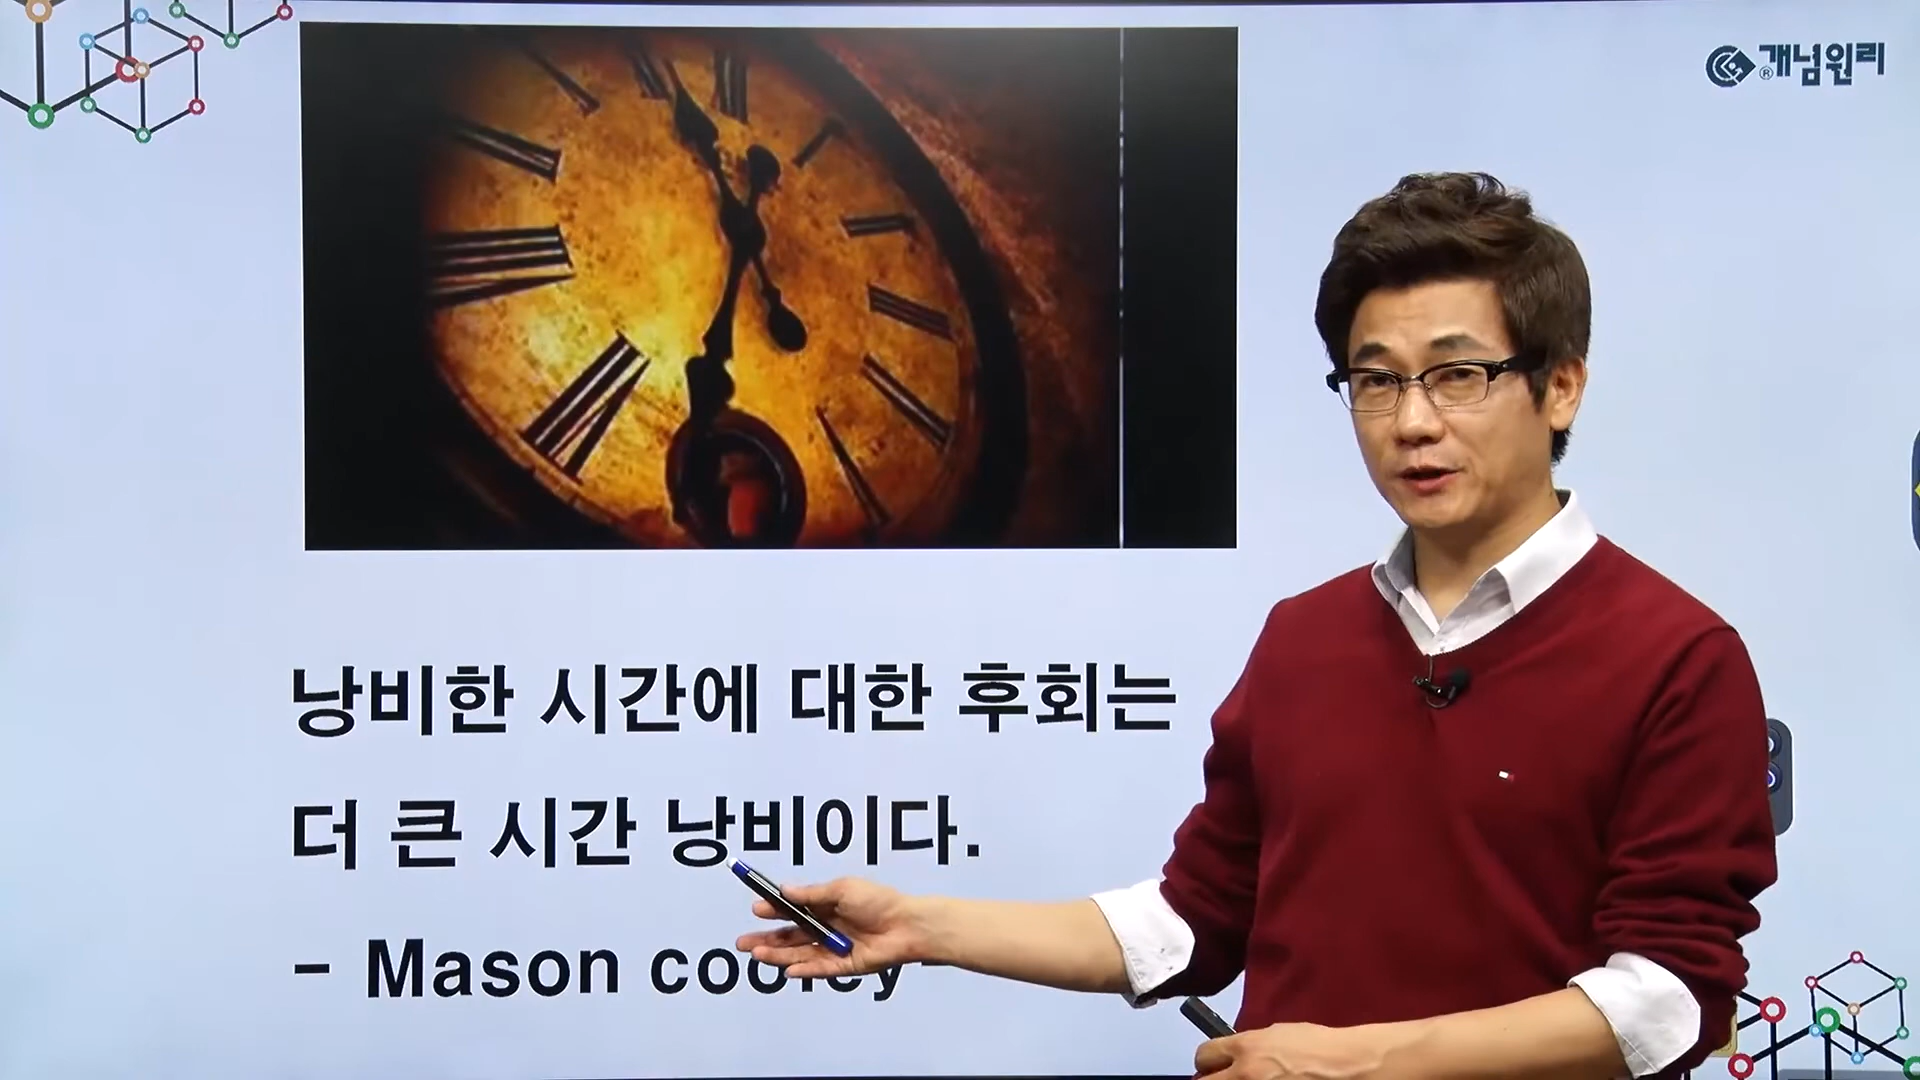 ®개념원리
낭비한 시간에 대한 후회는
더 큰 시간 낭비이다.
- Mason cooley-